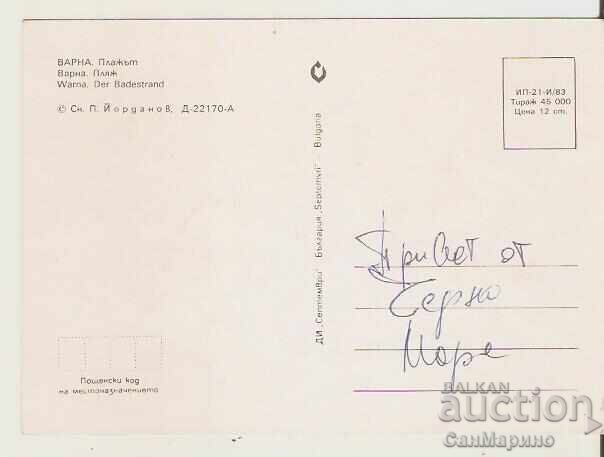 ВАРНА. Плажът
Варна. Пляж
Warna. Der Badestrand
© Сн. П. Йорданов, Д-22170-А
ДИ „Септември" България „Septemvri" Bulgaria
ИП-21-И/83
Тираж 45 000
Цена 12 ст.
Привет от
Черно
Море
Пощенски код
на местоназначението
BALKAN
auction
СанМарино